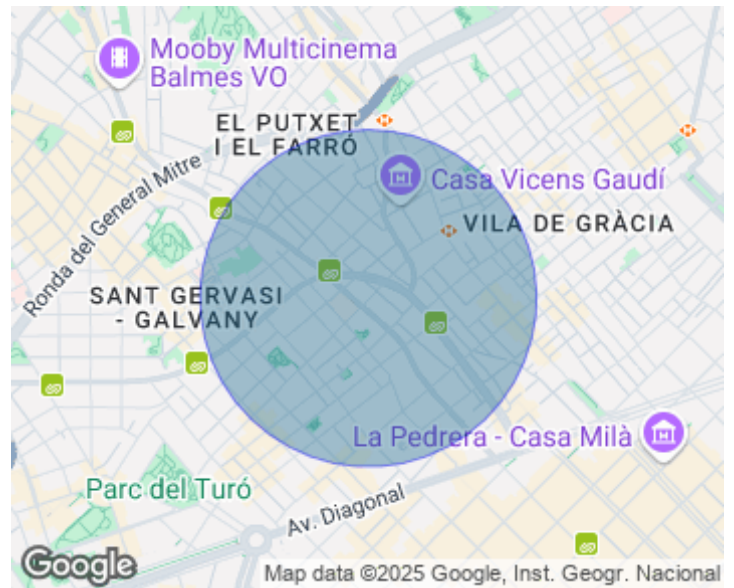 Mooby Multicinema
Balmes VO
EL PUTXET
I EL FARRÓ
Casa Vicens Gaudí
Ronda del General Mitre
VILA DE GRÀCIA
SANT GERVASI
- GALVANY
La Pedrera - Casa Milà
Parc del Turó
Av. Diagonal
Google
Map data ©2025 Google, Inst. Geogr. Nacional